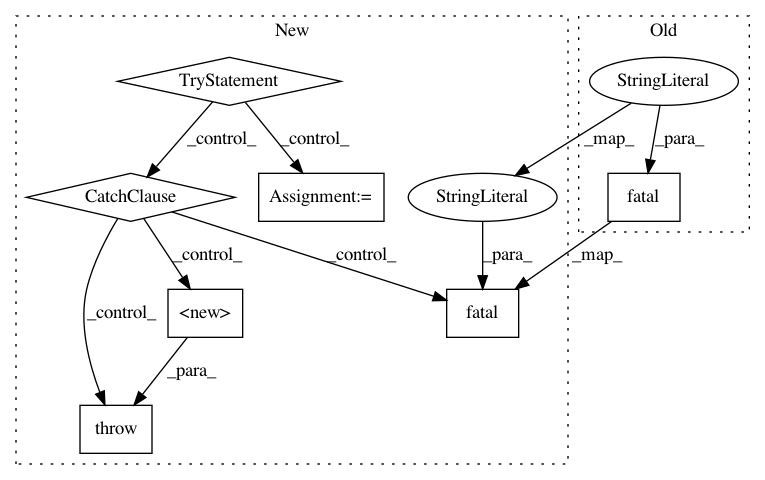 New
Old
TryStatement
StringLiteral
_control_
_control_
_map_
_para_
CatchClause
Assignment:=
StringLiteral
fatal
_control_
_control_
_para_
_map_
_control_
<new>
fatal
_para_
throw